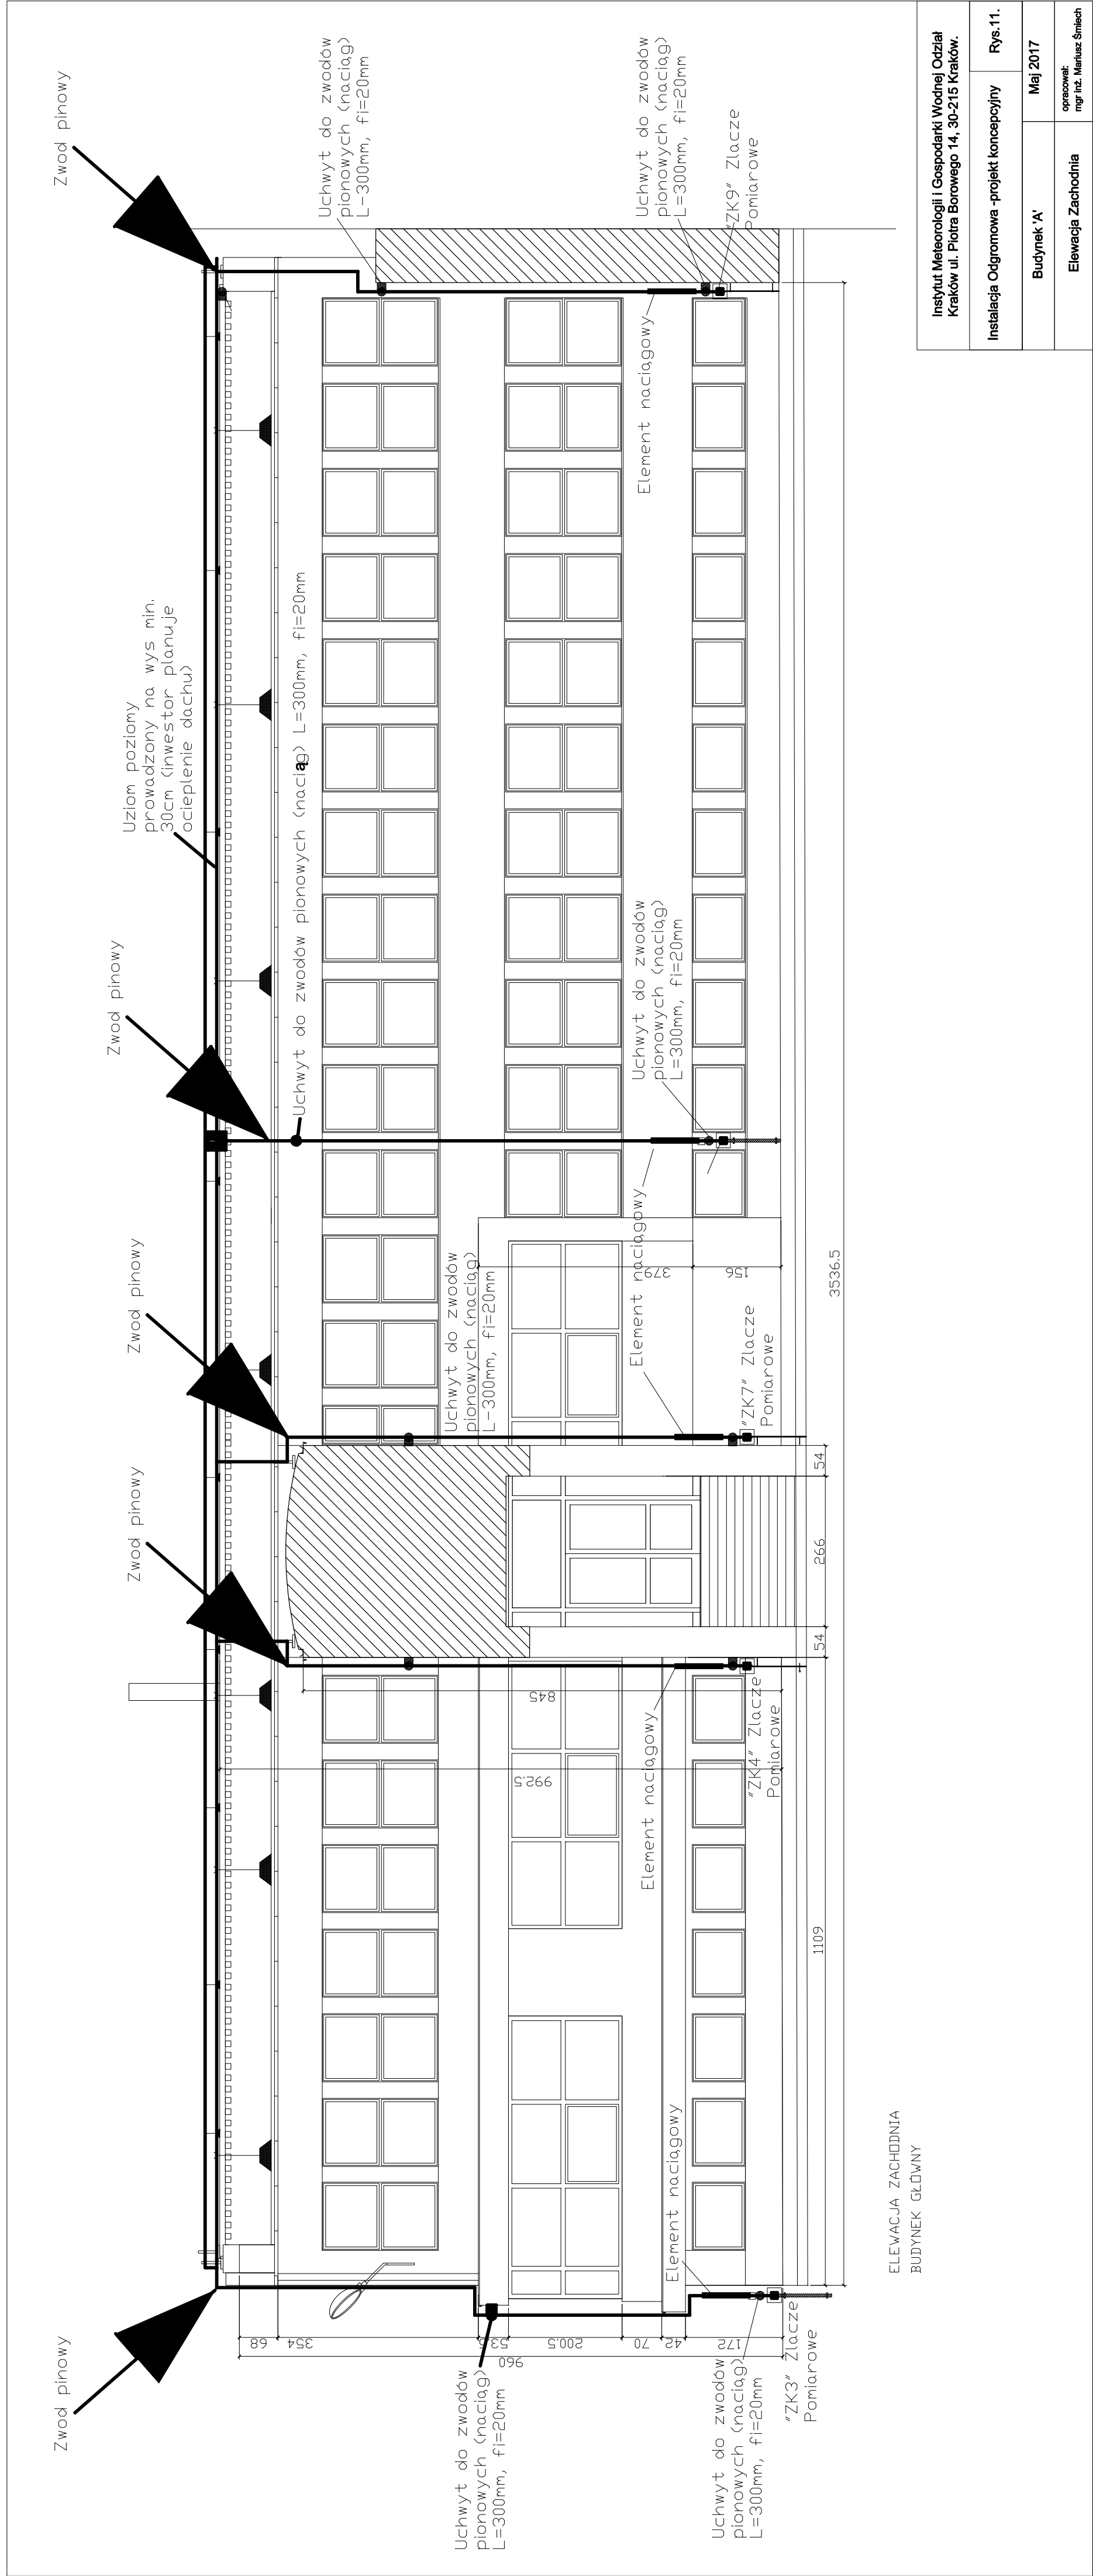 Zwod pinowy
Zwod pinowy
Zwod pinowy
Zwod pinowy
Uziom poziomy
prowadzony na wys min.
30cm (inwestor planuje
ocieplenie dachu)
Zwod pinowy
Uchwyt do zwodów
pionowych (naciąg)
L=300mm, fi=20mm
Uchwyt do zwodów
pionowych (naciąg)
L=300mm, fi=20mm
"ZK3" Zlacze
Pomiarowe
Element naciągowy
Element naciągowy
"ZK4" Zlacze
Pomiarowe
Uchwyt do zwodów
pionowych (naciąg)
L=300mm, fi=20mm
Element naciągowy
"ZK7" Zlacze
Pomiarowe
Uchwyt do zwodów pionowych (naciąg) L=300mm, fi=20mm
Uchwyt do zwodów
pionowych (naciąg)
L=300mm, fi=20mm
Element naciągowy
Uchwyt do zwodów
pionowych (naciąg)
L=300mm, fi=20mm
Uchwyt do zwodów
pionowych (naciąg)
L=300mm, fi=20mm
"ZK9" Zlacze
Pomiarowe
68
354
53,5
200,5
70
42
172
960
992.5
845
379
156
1109
54
266
54
3536.5
ELEWACJA ZACHODNIA
BUDYNEK GŁÓWNY
Instytut Meteorologii i Gospodarki Wodnej Odział
Kraków ul. Piotra Borowego 14, 30-215 Kraków.
Instalacja Odgromowa -projekt koncepcyjny
Rys.11.
Budynek 'A'
Maj 2017
Elewacja Zachodnia
opracował:
mgr inż. Mariusz Śmiech